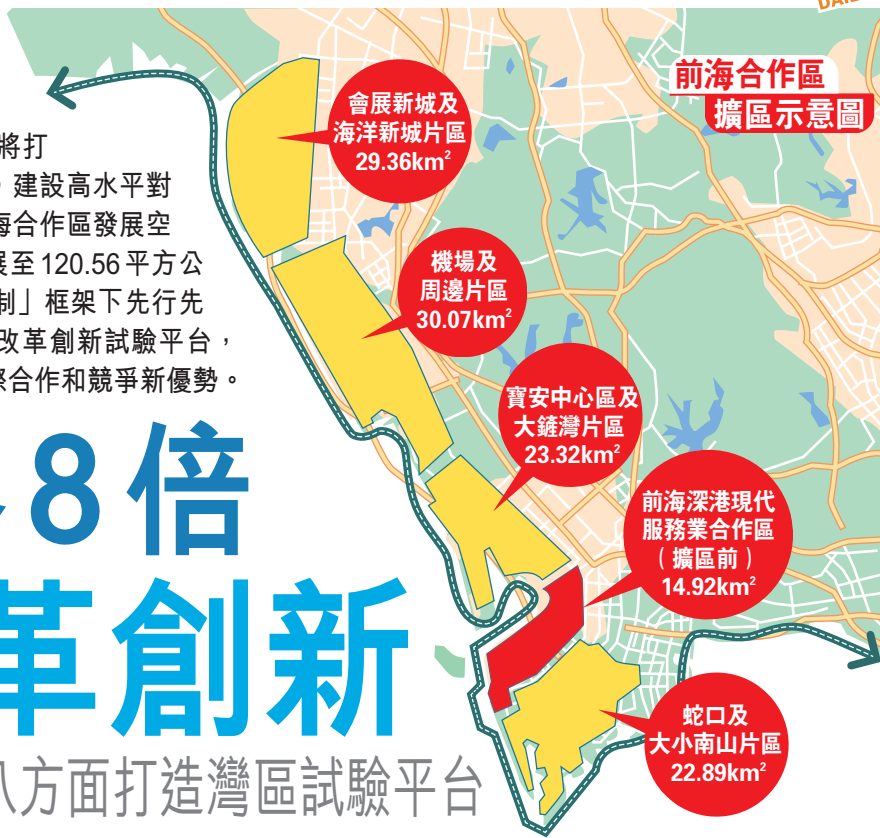 DAIL
前海合作區
擴區示意圖
會展新城及
海洋新城片區
29.36km²
將打
建設高水平對
海合作區發展空
展至120.56平方公
制」框架下先行先
改革創新試驗平台,
際合作和競爭新優勢。
機場及
周邊片區
30.07km²
寶安中心區及
大鏟灣片區
23.32km²
8倍
革創新
八方面打造灣區試驗平台
前海深港現代
服務業合作區
(擴區前)
14.92km²
蛇口及
大小南山片區
22.89km²